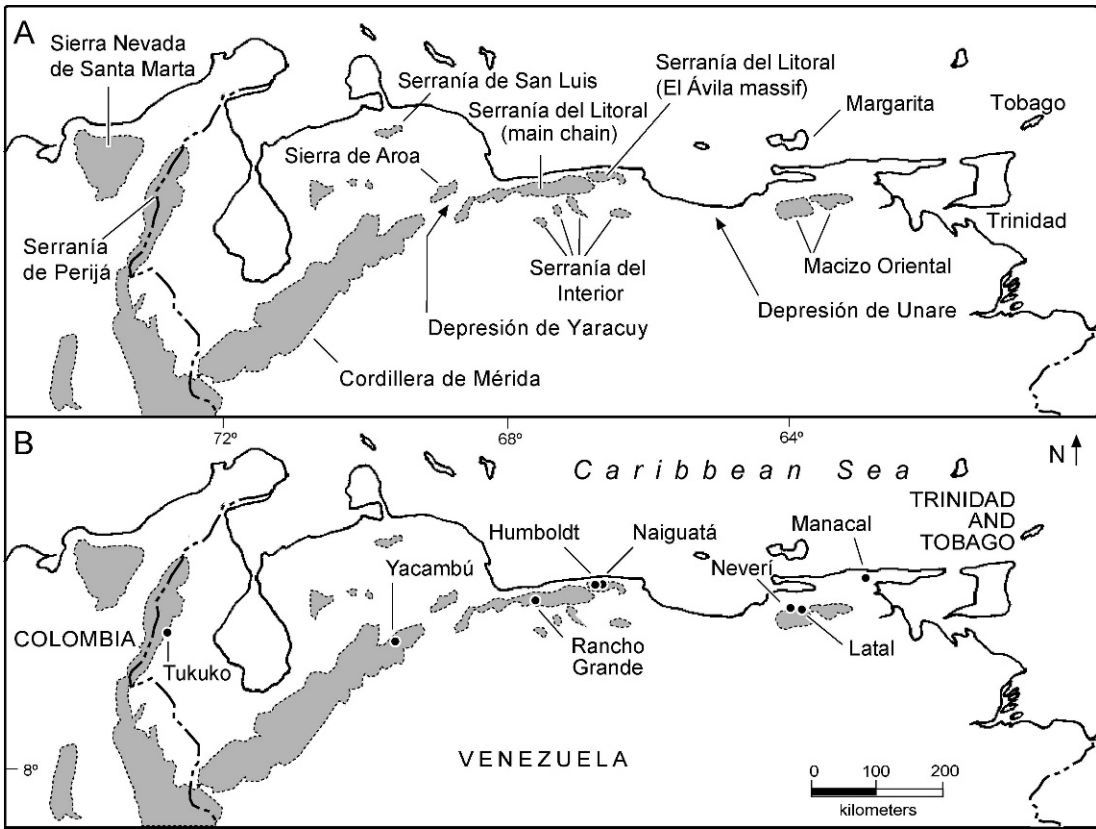 A
Sierra Nevada
de Santa Marta
Serranía de San Luis
Serranía del Litoral
(El Ávila massif)
Serranía del Litoral
(main chain)
Margarita
Tobago
Sierra de Aroa
Serranía
de Perijá
Serranía del
Interior
Trinidad
Macizo Oriental
Depresión de Yaracuy
Depresión de Unare
Cordillera de Mérida
B
72º
68º
64º
N
Caribbean Sea
TRINIDAD
AND
TOBAGO
Humboldt
Naiguatá
Manacal
Yacambú
Neverí
COLOMBIA
Tukuko
Rancho
Grande
Latal
VENEZUELA
8º
0 100 200
kilometers